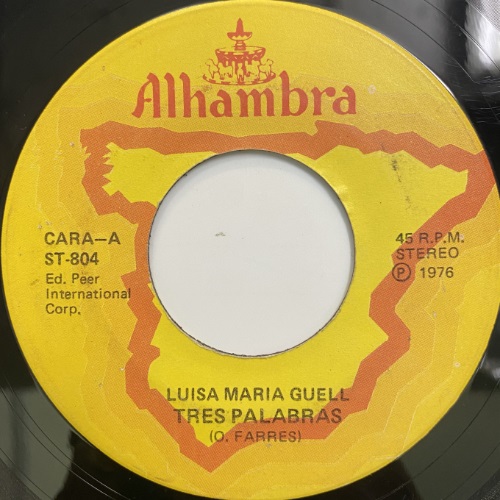 Alhambra
CARA-A
ST-804
Ed. Peer
International
Corp.
45 R.P.M.
STEREO
Ⓟ 1976
LUISA MARIA GUELL
TRES PALABRAS
(O. FARRES)